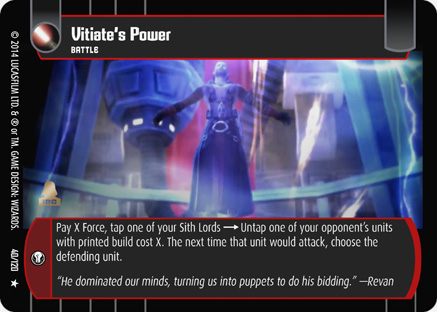 Vitiate's Power
BATTLE
Pay X Force, tap one of your Sith Lords → Untap one of your opponent's units
with printed build cost X. The next time that unit would attack, choose the
defending unit.
“He dominated our minds, turning us into puppets to do his bidding.” —Revan
© 2014 LUCASFILM LTD. & ® or TM. GAME DESIGN: WIZARDS. 40/120 ★